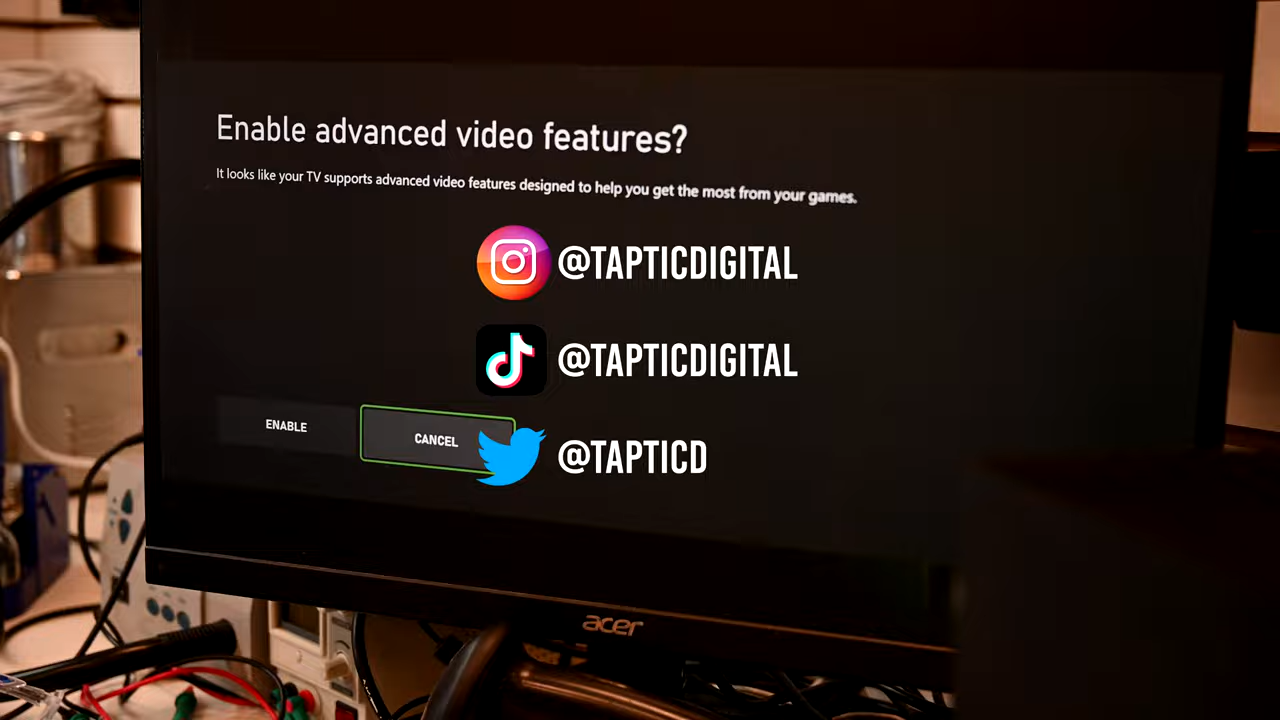 Enable advanced video features?
It looks like your TV supports advanced video features designed to help you get the most from your games.
@TAPTICDIGITAL
@TAPTICDIGITAL
ENABLE
CANCEL
@TAPTICD
acer